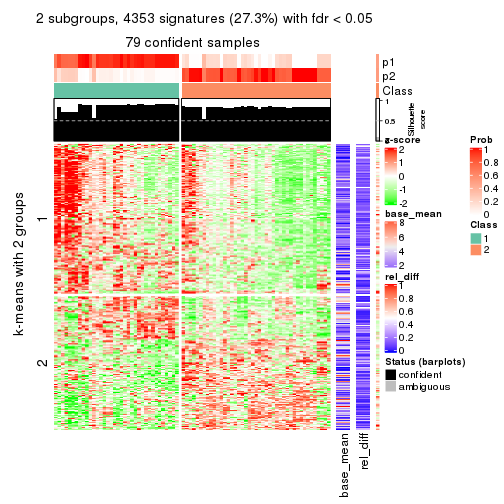 2 subgroups, 4353 signatures (27.3%) with fdr < 0.05
79 confident samples
p1
p2
Class
1
0.5
Silhouette
score
k-means with 2 groups
1
2
base_mean
rel_diff
z-score
2
1
0
-1
-2
base_mean
8
6
4
2
rel_diff
1
0.8
0.6
0.4
0.2
0
Status (barplots)
confident
ambiguous
Prob
1
0.8
0.6
0.4
0.2
0
Class
1
2